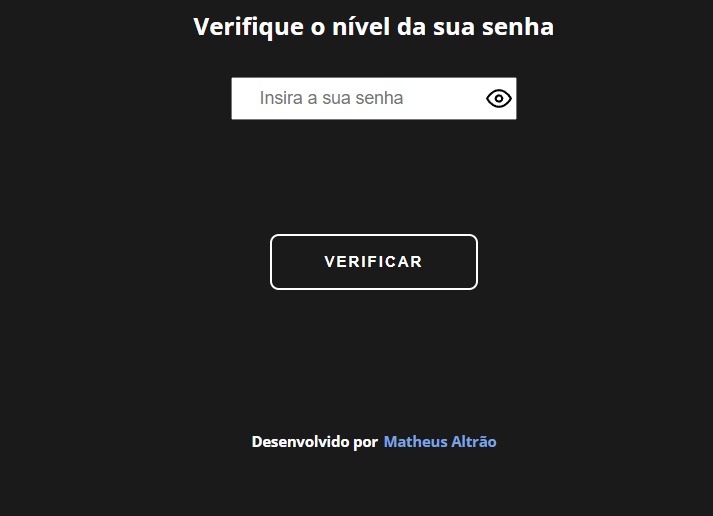 Verifique o nível da sua senha
Insira a sua senha
VERIFICAR
Desenvolvido por Matheus Altrão